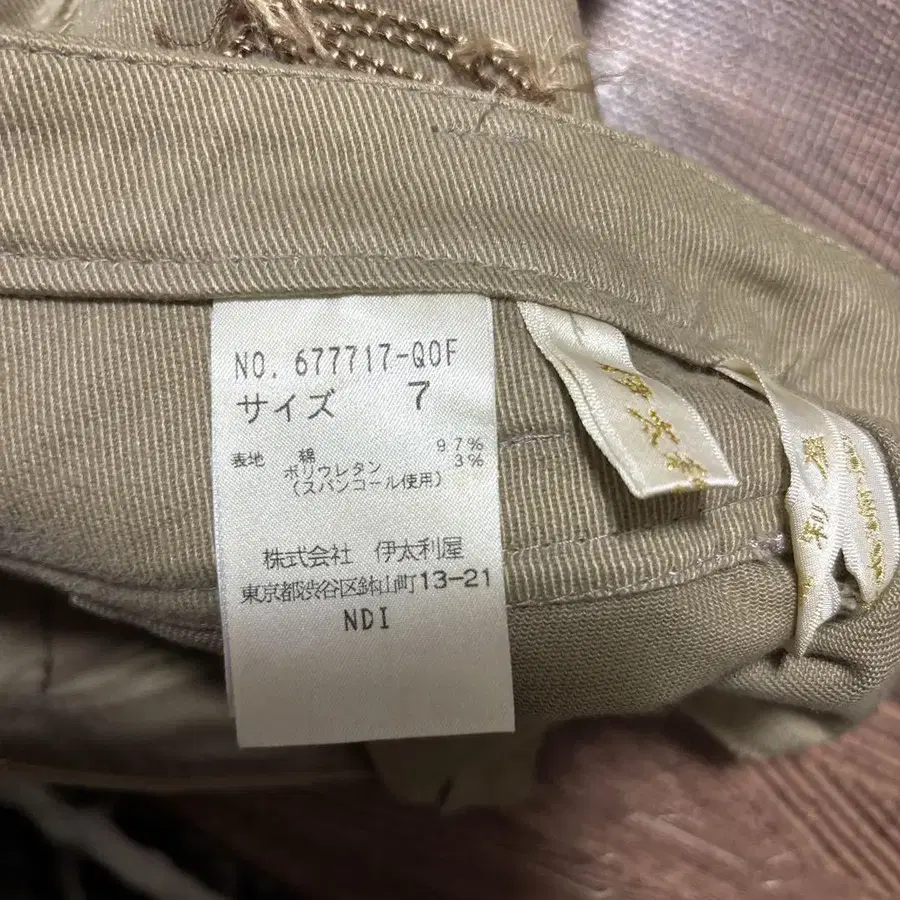 NO. 677717-QOF
サイズ 7
表地 綿 97%
ポリウレタン 3%
(スパンコール使用)
株式会社 伊太利屋
東京都渋谷区鉢山町13-21
NDI